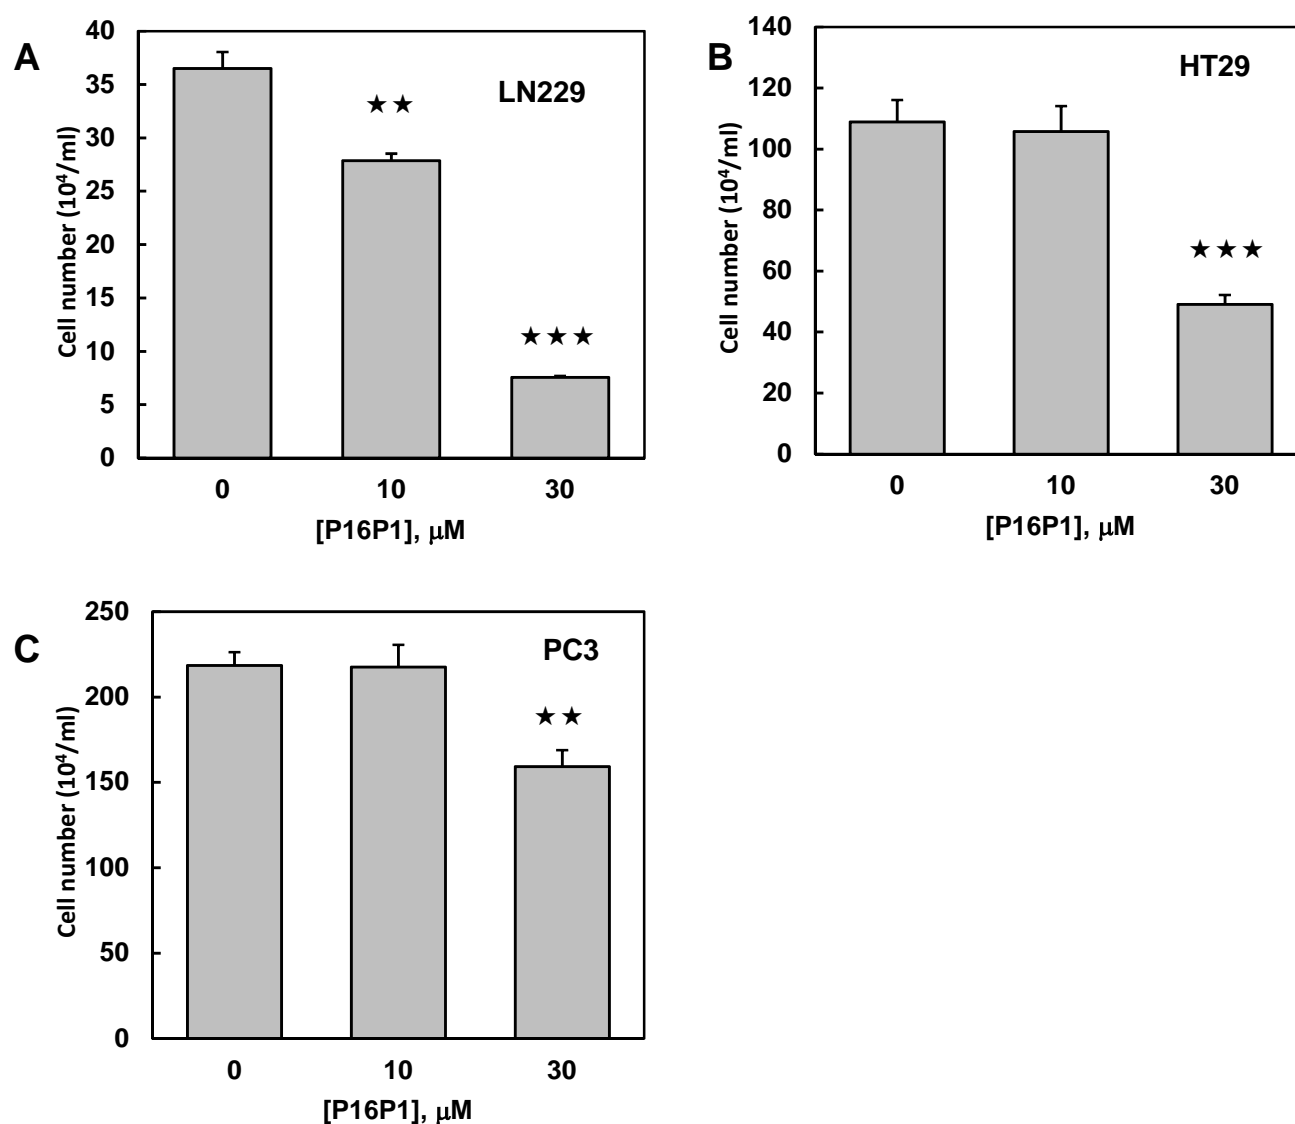 A
LN229
Cell number (10⁴/ml)
40
35
30
25
20
15
10
5
0
★★
★★★
0 10 30
[P16P1], μM
B
HT29
Cell number (10⁴/ml)
140
120
100
80
60
40
20
0
★★★
0 10 30
[P16P1], μM
C
PC3
Cell number (10⁴/ml)
250
200
150
100
50
0
★★
0 10 30
[P16P1], μM